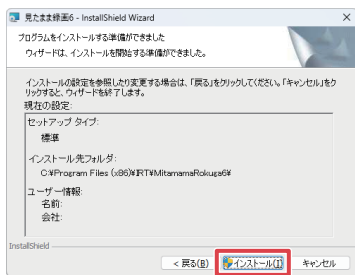 見たまま録画6 - InstallShield Wizard
プログラムをインストールする準備ができました
ウィザードは、インストールを開始する準備ができました。
インストールの設定を参照したり変更する場合は、「戻る」をクリックしてください。「キャンセル」をク
リックすると、ウィザードを終了します。
現在の設定:
セットアップ タイプ:
標準
インストール先フォルダ:
C:¥Program Files (x86)¥IRT¥MitamamaRokuga6¥
ユーザー情報:
名前:
会社:
InstallShield
< 戻る(B)
インストール(I)
キャンセル